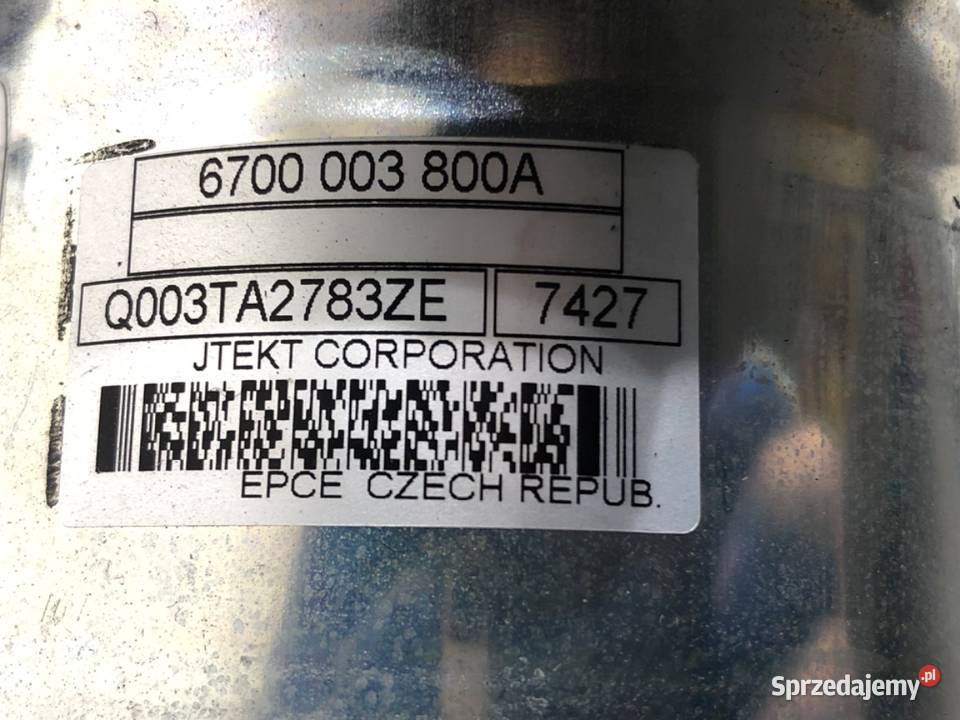 6700 003 800A
Q003TA2783ZE 7427
JTEKT CORPORATION
EPCE CZECH REPUB.
Sprzedajemy.pl